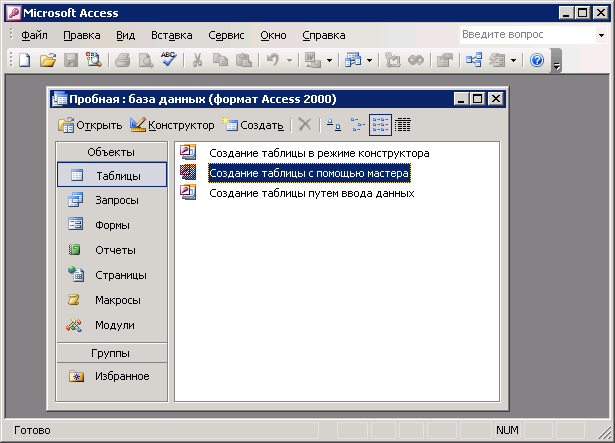 Microsoft Access
Файл Правка Вид Вставка Сервис Окно Справка Введите вопрос
ABC
Пробная : база данных (формат Access 2000)
Открыть Конструктор Создать
Объекты
Таблицы
Запросы
Формы
Отчеты
Страницы
Макросы
Модули
Группы
Избранное
Создание таблицы в режиме конструктора
Создание таблицы с помощью мастера
Создание таблицы путем ввода данных
Готово NUM